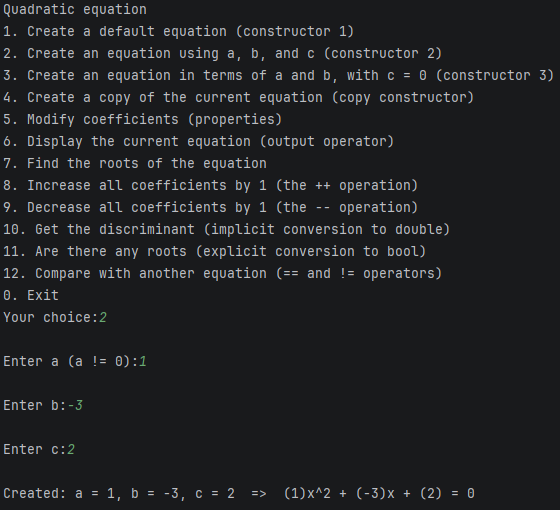 Quadratic equation
1. Create a default equation (constructor 1)
2. Create an equation using a, b, and c (constructor 2)
3. Create an equation in terms of a and b, with c = 0 (constructor 3)
4. Create a copy of the current equation (copy constructor)
5. Modify coefficients (properties)
6. Display the current equation (output operator)
7. Find the roots of the equation
8. Increase all coefficients by 1 (the ++ operation)
9. Decrease all coefficients by 1 (the -- operation)
10. Get the discriminant (implicit conversion to double)
11. Are there any roots (explicit conversion to bool)
12. Compare with another equation (== and != operators)
0. Exit
Your choice:2
Enter a (a != 0):1
Enter b:-3
Enter c:2
Created: a = 1, b = -3, c = 2  =>  (1)x^2 + (-3)x + (2) = 0